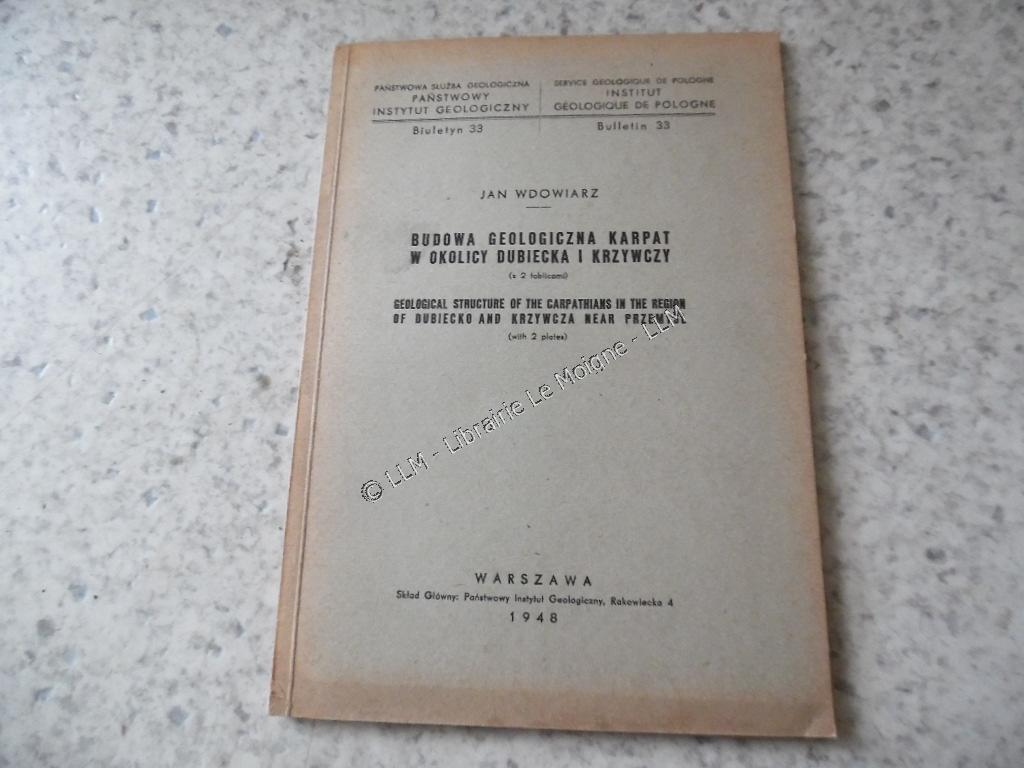 PAŃSTWOWA SŁUŻBA GEOLOGICZNA
PAŃSTWOWY
INSTYTUT GEOLOGICZNY
Biuletyn 33
SERVICE GEOLOGIQUE DE POLOGNE
INSTITUT
GÉOLOGIQUE DE POLOGNE
Bulletin 33
JAN WDOWIARZ
BUDOWA GEOLOGICZNA KARPAT
W OKOLICY DUBIECKA I KRZYWCZY
(z 2 tablicami)
GEOLOGICAL STRUCTURE OF THE CARPATHIANS IN THE REGION
OF DUBIECKO AND KRZYWCZA NEAR PRZEMYŚL
(with 2 plates)
© LLM - Librairie Le Moigne - LLM
WARSZAWA
Skład Główny: Państwowy Instytut Geologiczny, Rakowiecka 4
1948